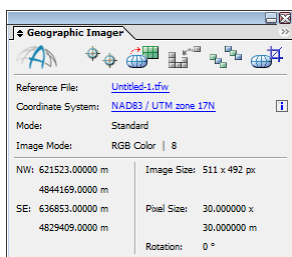 Geographic Imager
Reference File: Untitled-1.tfw
Coordinate System: NAD83 / UTM zone 17N
Mode: Standard
Image Mode: RGB Color | 8
NW: 621523.00000 m Image Size: 511 x 492 px
4844169.0000 m
SE: 636853.00000 m Pixel Size: 30.000000 x
4829409.0000 m 30.000000 m
Rotation: 0 °